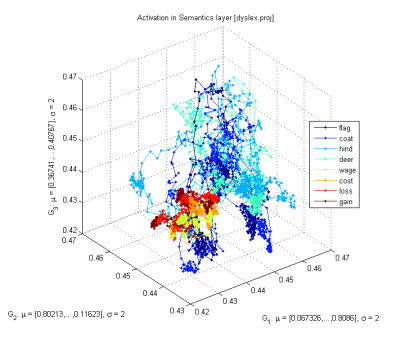 Activation in Semantics layer [dyslex.proj]
0.47
0.46
0.45
0.44
0.43
0.42
0.47
0.46
0.45
0.44
0.43
0.42
0.43
0.44
0.45
0.46
0.47
G3: μ = [0.36741,...,0.40767], σ = 2
G2: μ = [0.80213,...,0.11623], σ = 2
G1: μ = [0.067326,...,0.8086], σ = 2
flag
coat
hind
deer
wage
cost
loss
gain